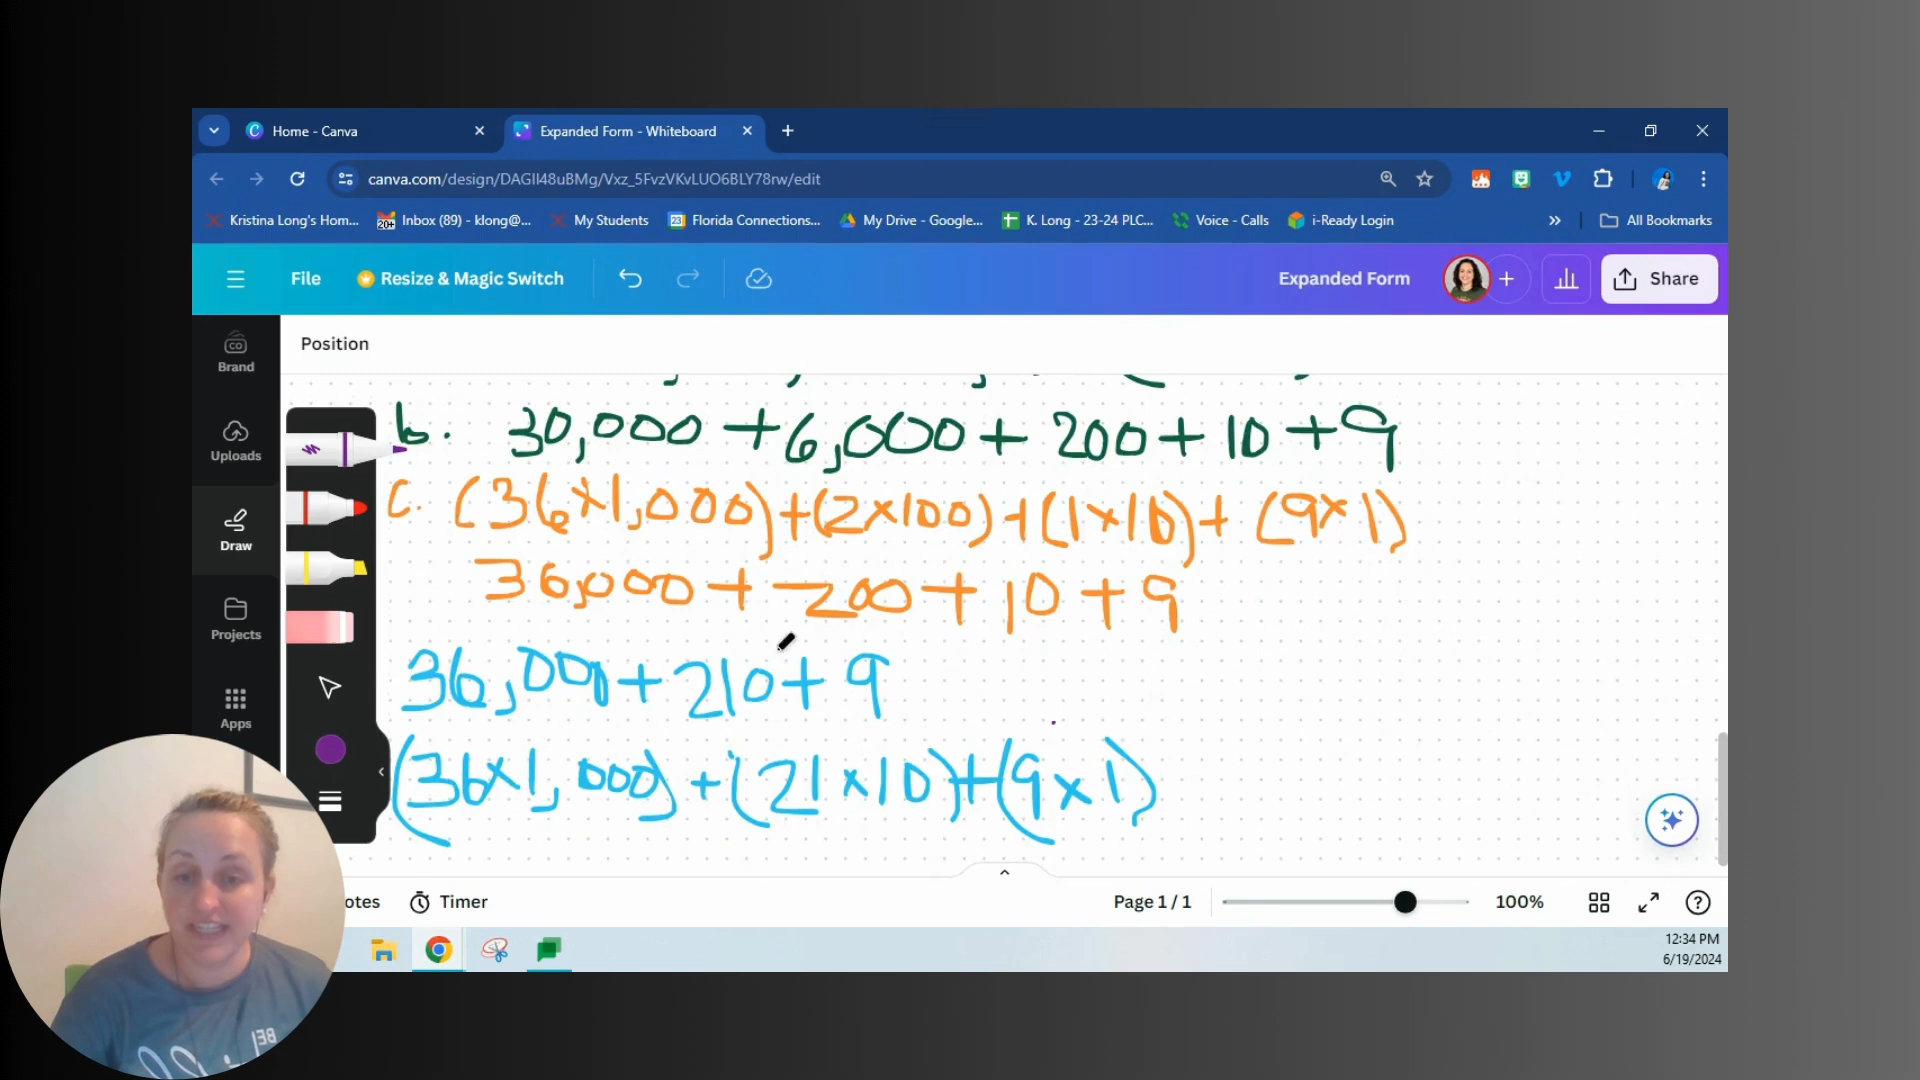 Home - Canva
Expanded Form - Whiteboard
canva.com/design/DAGIl48uBMg/Vxz_5FvzVKvLUO6BLY78rw/edit
Kristina Long's Hom... Inbox (89) - klong@... My Students Florida Connections... My Drive - Google... K. Long - 23-24 PLC... Voice - Calls i-Ready Login » All Bookmarks
File Resize & Magic Switch Expanded Form Share
Position
Brand
Uploads
Draw
Projects
Apps
b. 30,000 + 6,000 + 200 + 10 + 9
c. (36×1,000) + (2×100) + (1×10) + (9×1)
36,000 + 200 + 10 + 9
36,000 + 210 + 9
(36×1,000) + (21×10) + (9×1)
otes Timer Page 1 / 1 100%
12:34 PM
6/19/2024